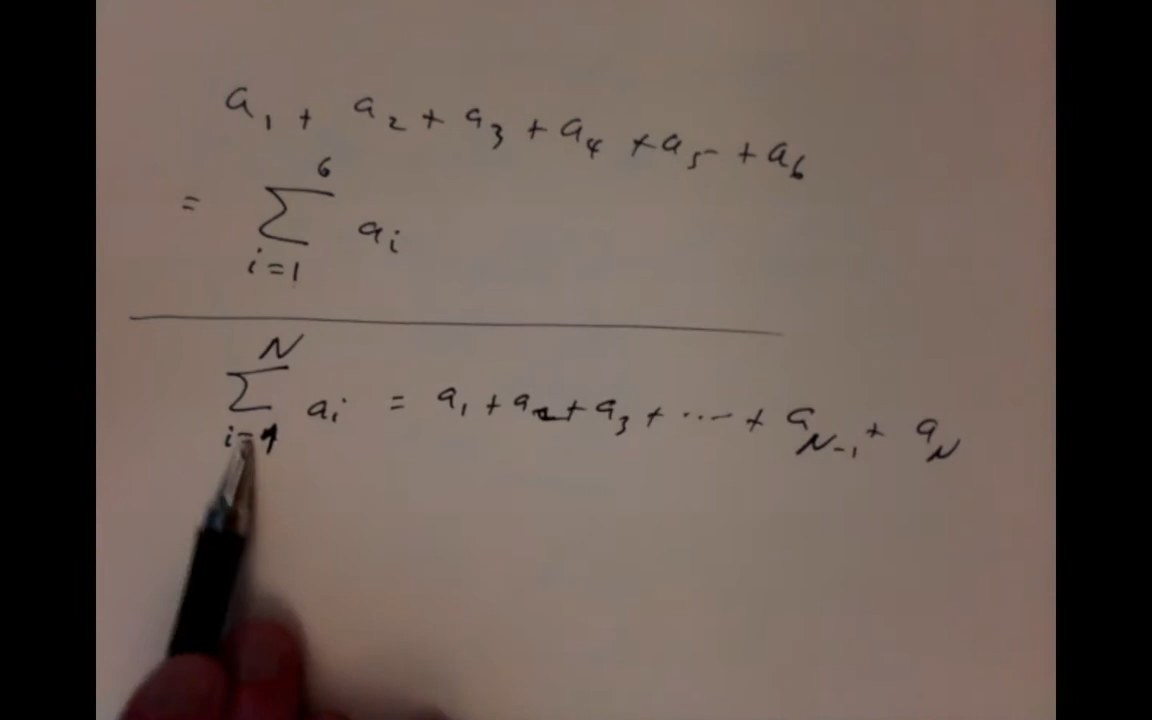 a₁ + a₂ + a₃ + a₄ + a₅ + a₆
= ∑_{i=1}^{6} aᵢ
∑_{i=1}^{N} aᵢ = a₁ + a₂ + a₃ + ... + a_{N-1} + a_N